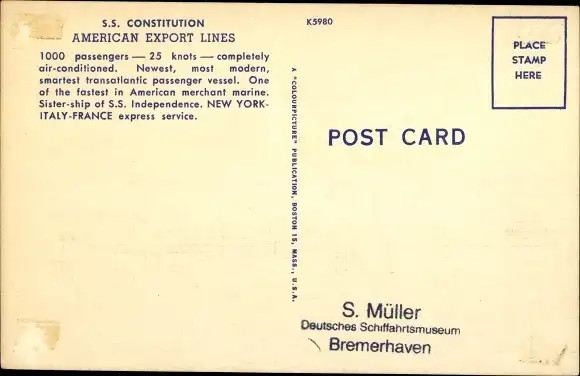 S.S. CONSTITUTION
AMERICAN EXPORT LINES
1000 passengers — 25 knots — completely
air-conditioned. Newest, most modern,
smartest transatlantic passenger vessel. One
of the fastest in American merchant marine.
Sister-ship of S.S. Independence. NEW YORK-
ITALY-FRANCE express service.
K5980
A "COLOURPICTURE" PUBLICATION, BOSTON 15, MASS., U.S.A.
PLACE
STAMP
HERE
POST CARD
S. Müller
Deutsches Schiffahrtsmuseum
Bremerhaven